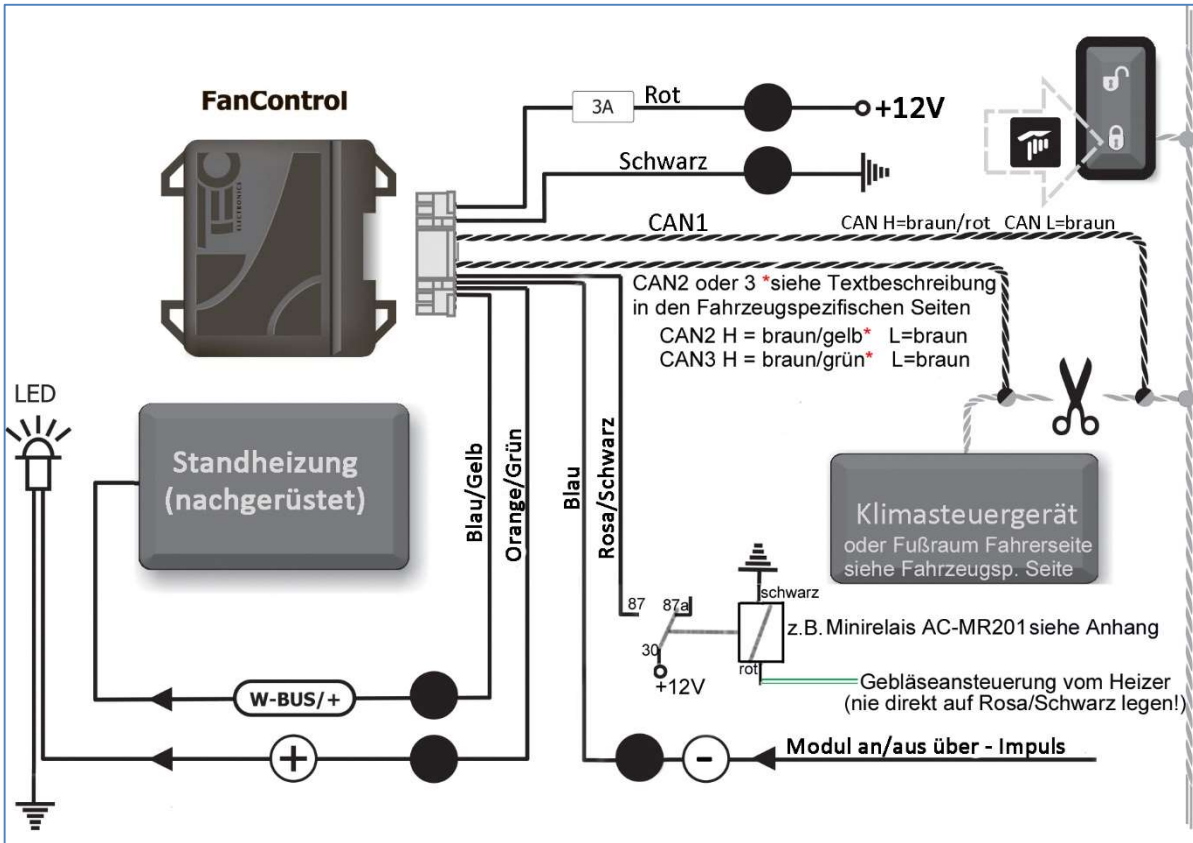 FanControl
TEC
ELECTRONICS
3A
Rot
+12V
Schwarz
CAN1
CAN H=braun/rot CAN L=braun
CAN2 oder 3 *siehe Textbeschreibung
in den Fahrzeugspezifischen Seiten
CAN2 H = braun/gelb* L=braun
CAN3 H = braun/grün* L=braun
LED
Standheizung
(nachgerüstet)
Blau/Gelb
Orange/Grün
Blau
Rosa/Schwarz
Klimasteuergerät
oder Fußraum Fahrerseite
siehe Fahrzeugsp. Seite
schwarz
87
87a
30
+12V
rot
z.B. Minirelais AC-MR201 siehe Anhang
Gebläseansteuerung vom Heizer
(nie direkt auf Rosa/Schwarz legen!)
W-BUS/+
+
-
Modul an/aus über - Impuls